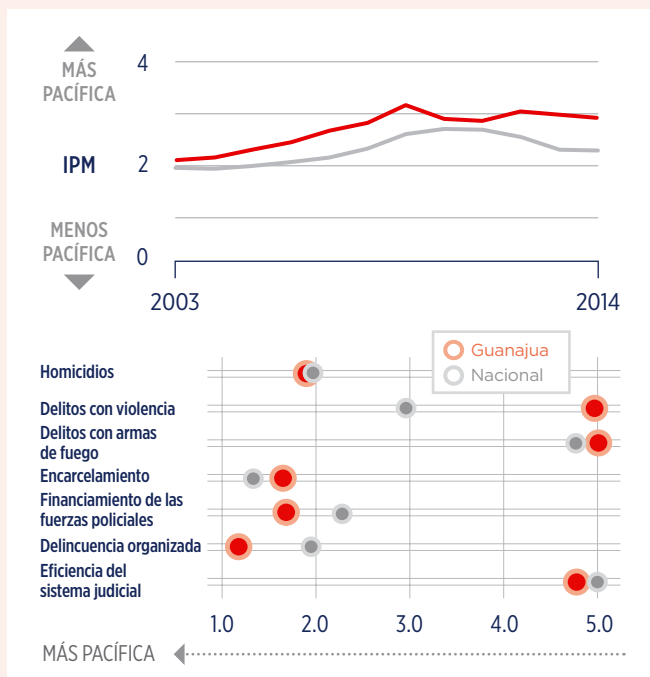 MÁS
PACÍFICA
4
IPM
2
MENOS
PACÍFICA
0
2003
2014
Guanajua
Nacional
Homicidios
Delitos con violencia
Delitos con armas
de fuego
Encarcelamiento
Financiamiento de las
fuerzas policiales
Delincuencia organizada
Eficiencia del
sistema judicial
1.0 2.0 3.0 4.0 5.0
MÁS PACÍFICA